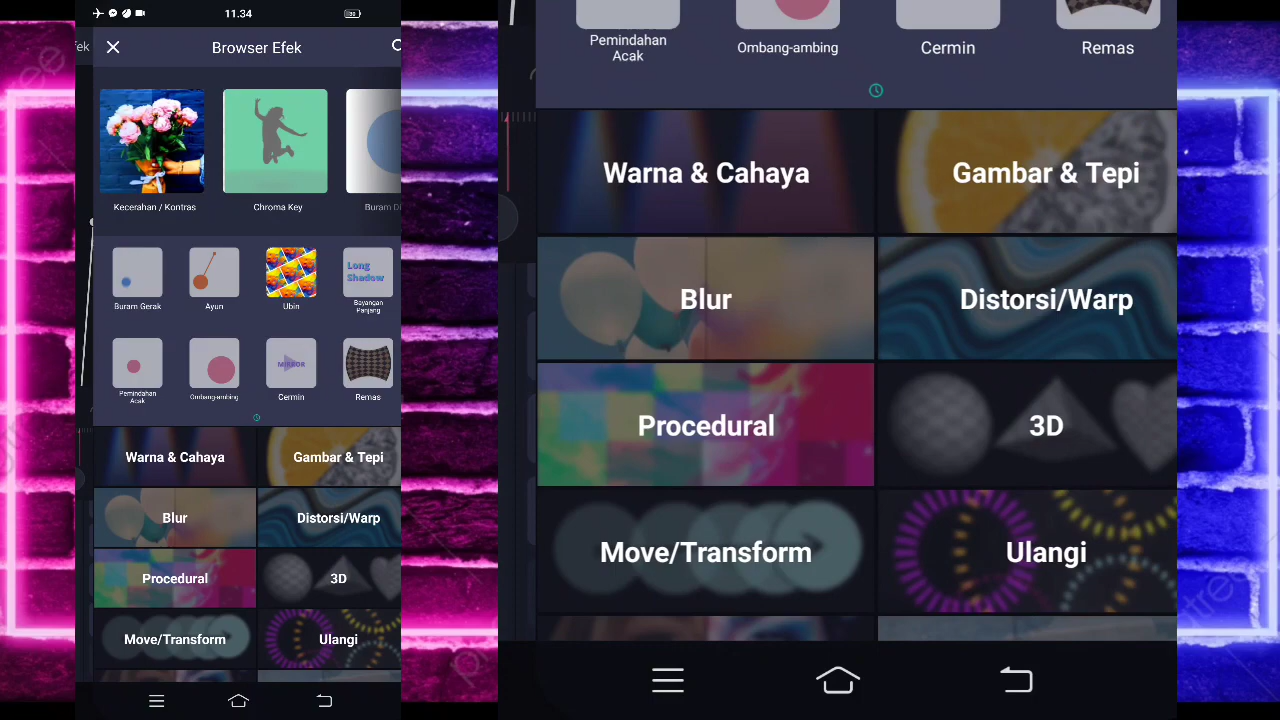 11.34
Browser Efek
Kecerahan / Kontras
Chroma Key
Buram Gerak
Ayun
Ubin
Long
Shadow
Bayangan
Panjang
MIRROR
Pemindahan
Acak
Ombang-ambing
Cermin
Remas
Warna & Cahaya
Gambar & Tepi
Blur
Distorsi/Warp
Procedural
3D
Move/Transform
Ulangi
Pemindahan
Acak
Ombang-ambing
Cermin
Remas
Warna & Cahaya
Gambar & Tepi
Blur
Distorsi/Warp
Procedural
3D
Move/Transform
Ulangi